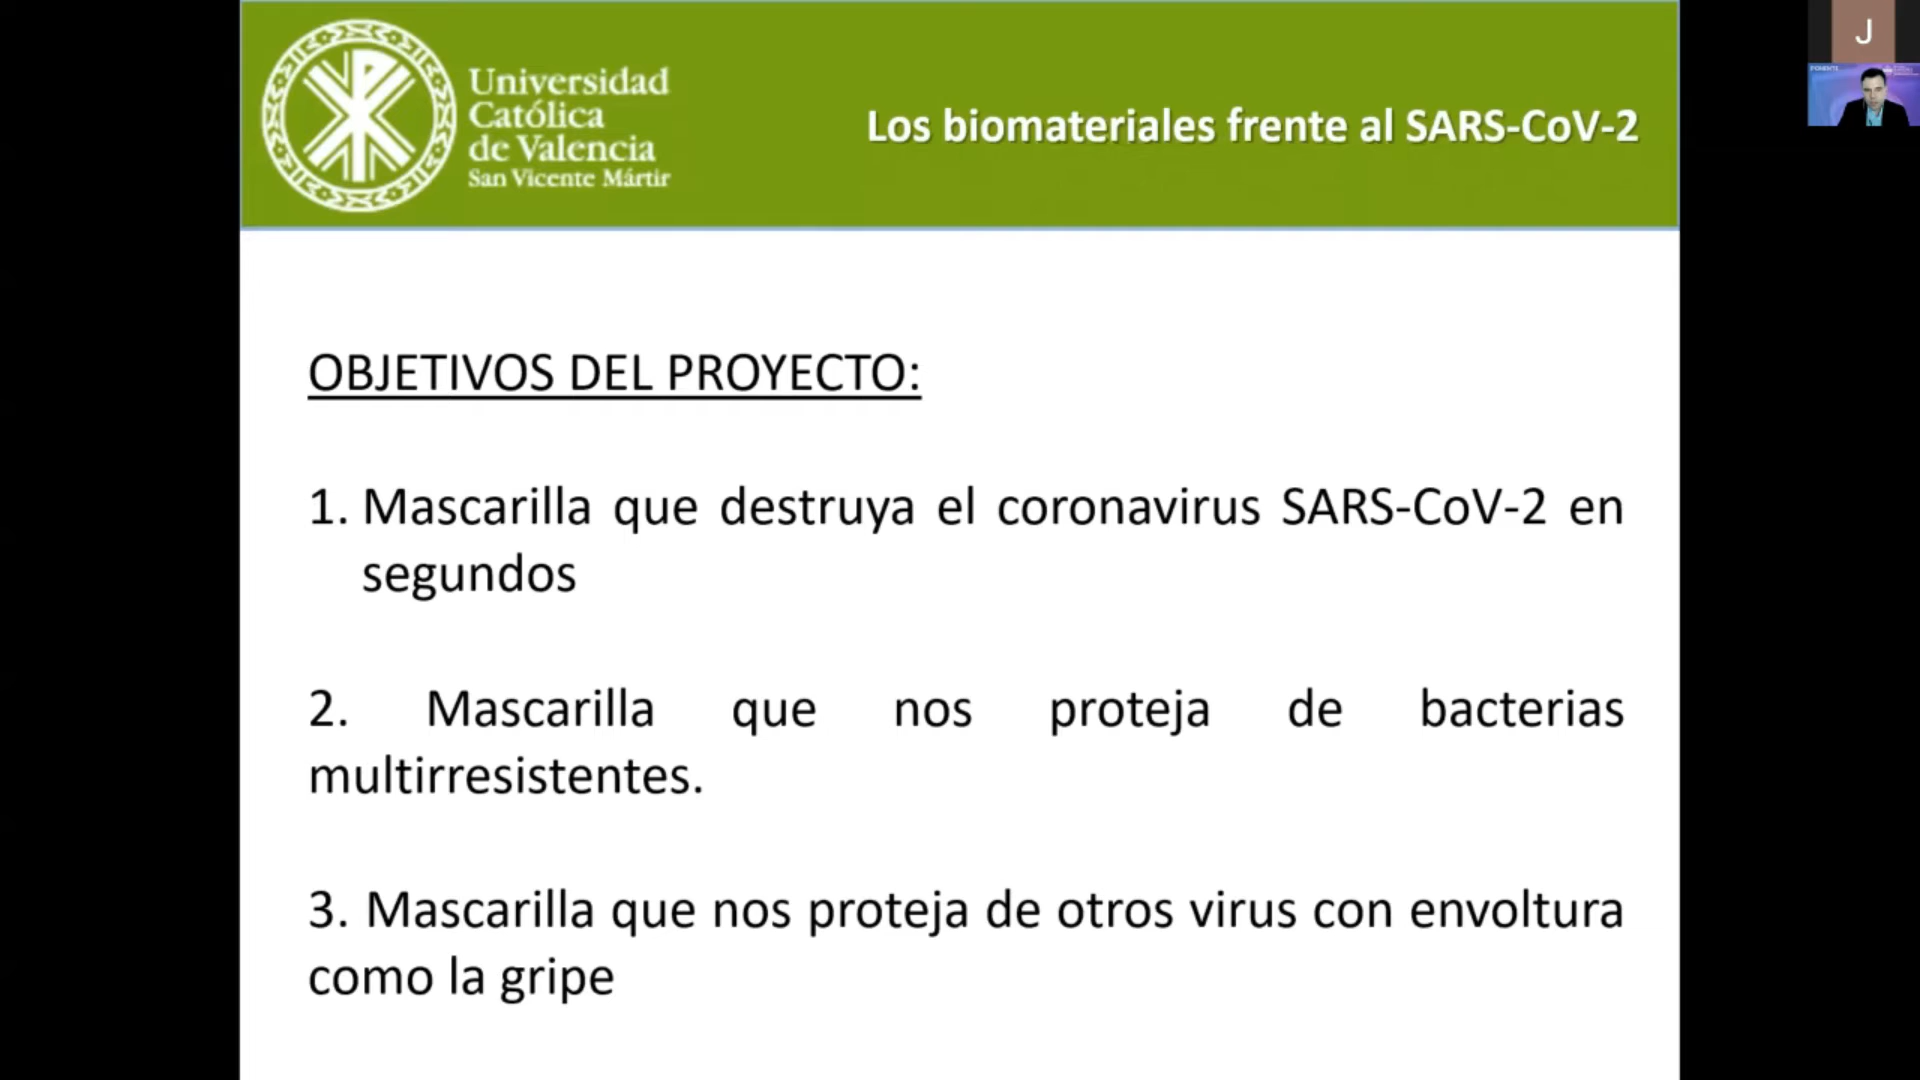 Universidad
Católica
de Valencia
San Vicente Mártir
Los biomateriales frente al SARS-CoV-2
OBJETIVOS DEL PROYECTO:
1. Mascarilla que destruya el coronavirus SARS-CoV-2 en
segundos
2. Mascarilla que nos proteja de bacterias
multirresistentes.
3. Mascarilla que nos proteja de otros virus con envoltura
como la gripe
J
PONENTE